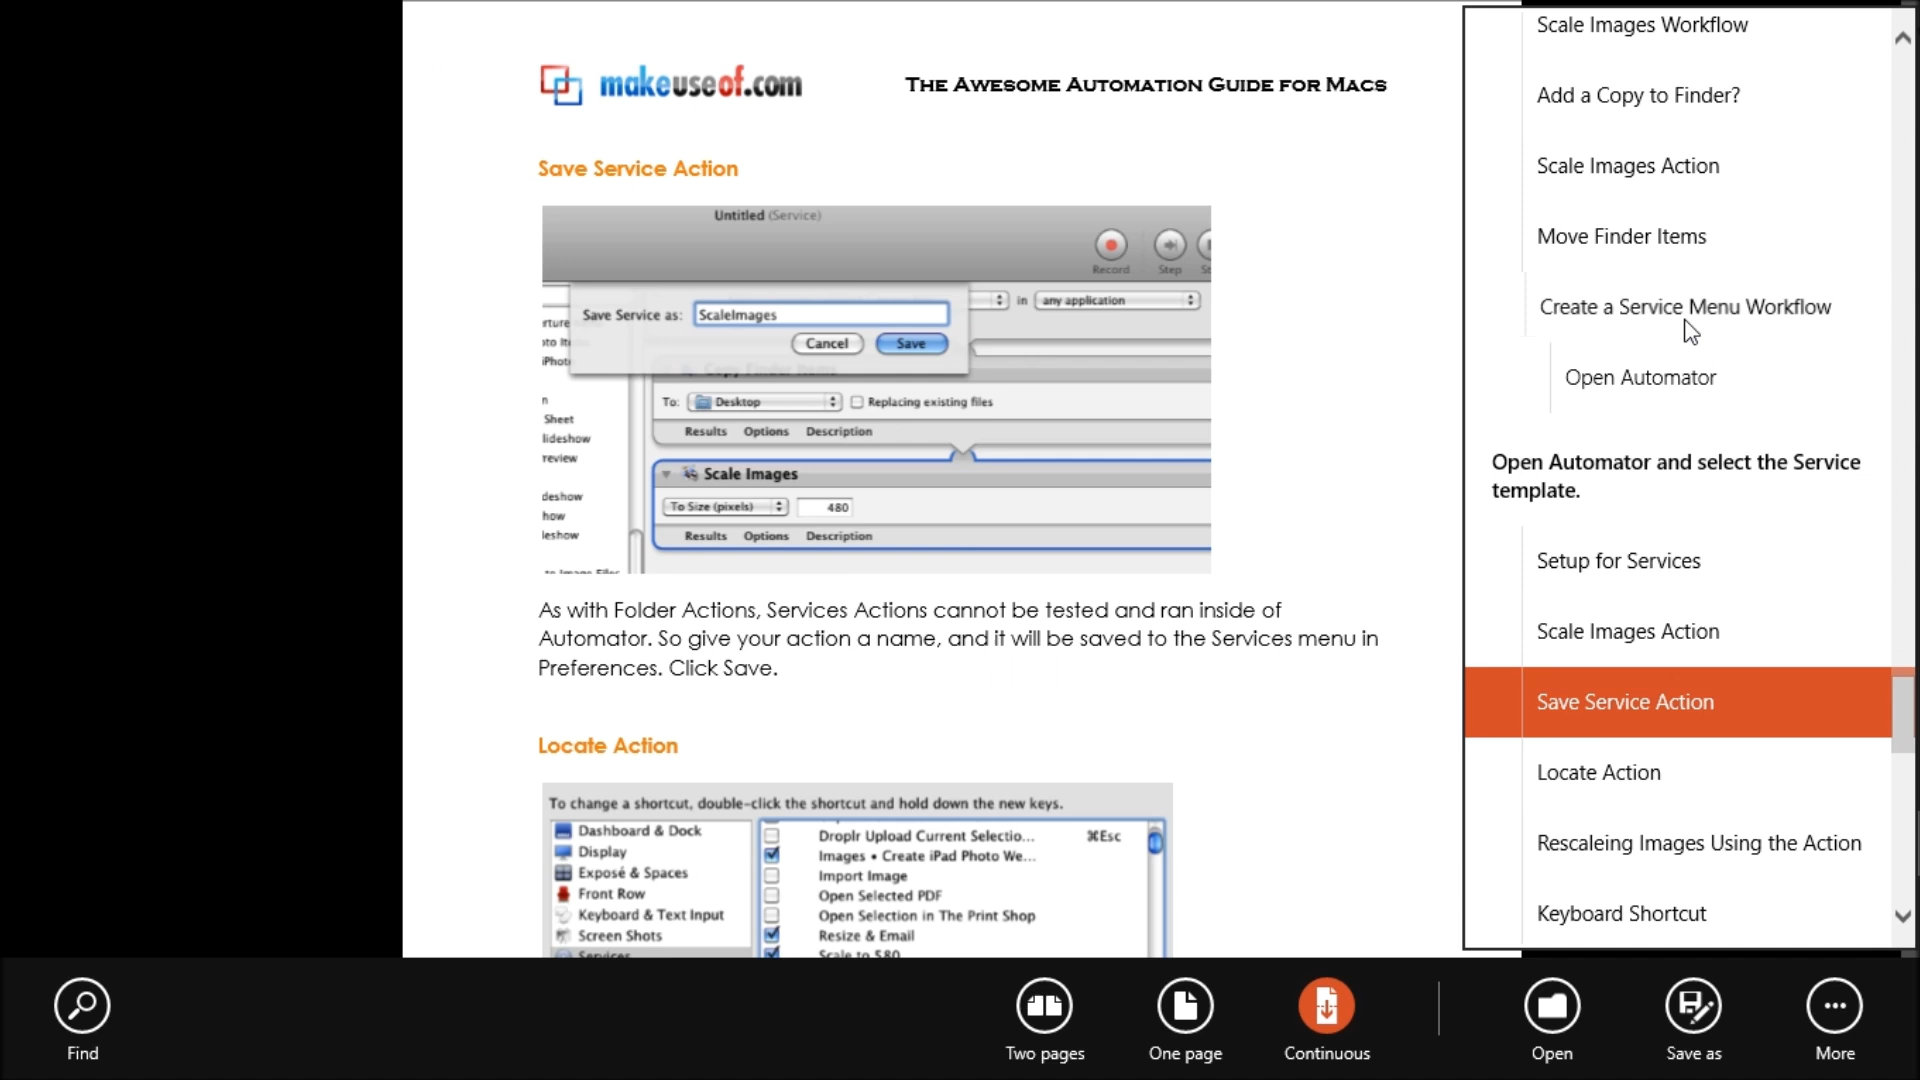 makeuseof.com
The Awesome Automation Guide for Macs
Save Service Action
Untitled (Service)
Record
Step
Save Service as: ScaleImages
in any application
Cancel Save
To: Desktop Replacing existing files
Results Options Description
Scale Images
To Size (pixels) 480
Results Options Description
Sheet
As with Folder Actions, Services Actions cannot be tested and ran inside of
Automator. So give your action a name, and it will be saved to the Services menu in
Preferences. Click Save.
Locate Action
To change a shortcut, double-click the shortcut and hold down the new keys.
Dashboard & Dock
Display
Exposé & Spaces
Front Row
Keyboard & Text Input
Screen Shots
Services
Droplr Upload Current Selectio... ⌘Esc
Images • Create iPad Photo We...
Import Image
Open Selected PDF
Open Selection in The Print Shop
Resize & Email
Scale to 580
Scale Images Workflow
Add a Copy to Finder?
Scale Images Action
Move Finder Items
Create a Service Menu Workflow
Open Automator
Open Automator and select the Service
template.
Setup for Services
Scale Images Action
Save Service Action
Locate Action
Rescaleing Images Using the Action
Keyboard Shortcut
Find
Two pages
One page
Continuous
Open
Save as
More